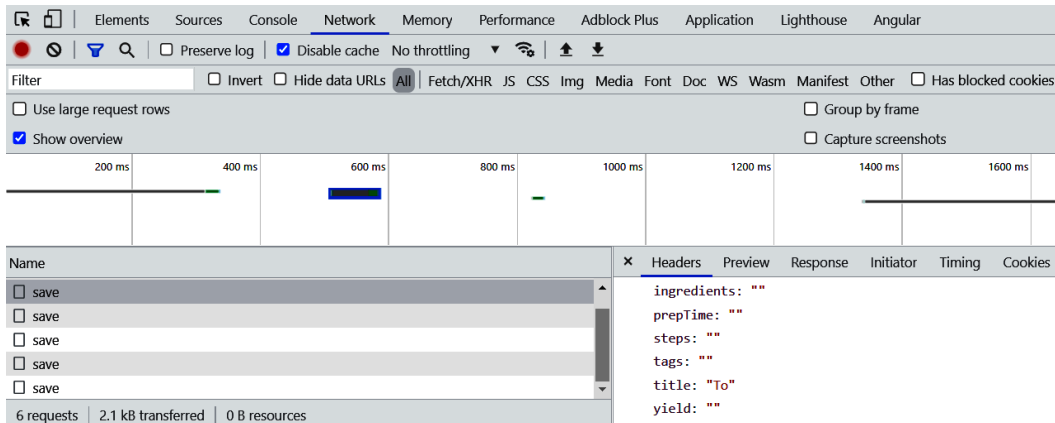 Elements Sources Console Network Memory Performance Adblock Plus Application Lighthouse Angular
Preserve log Disable cache No throttling
Filter Invert Hide data URLs All Fetch/XHR JS CSS Img Media Font Doc WS Wasm Manifest Other Has blocked cookies
Use large request rows Group by frame
Show overview Capture screenshots
200 ms 400 ms 600 ms 800 ms 1000 ms 1200 ms 1400 ms 1600 ms
Name × Headers Preview Response Initiator Timing Cookies
save
save
save
save
save
6 requests 2.1 kB transferred 0 B resources
ingredients: ""
prepTime: ""
steps: ""
tags: ""
title: "To"
yield: ""